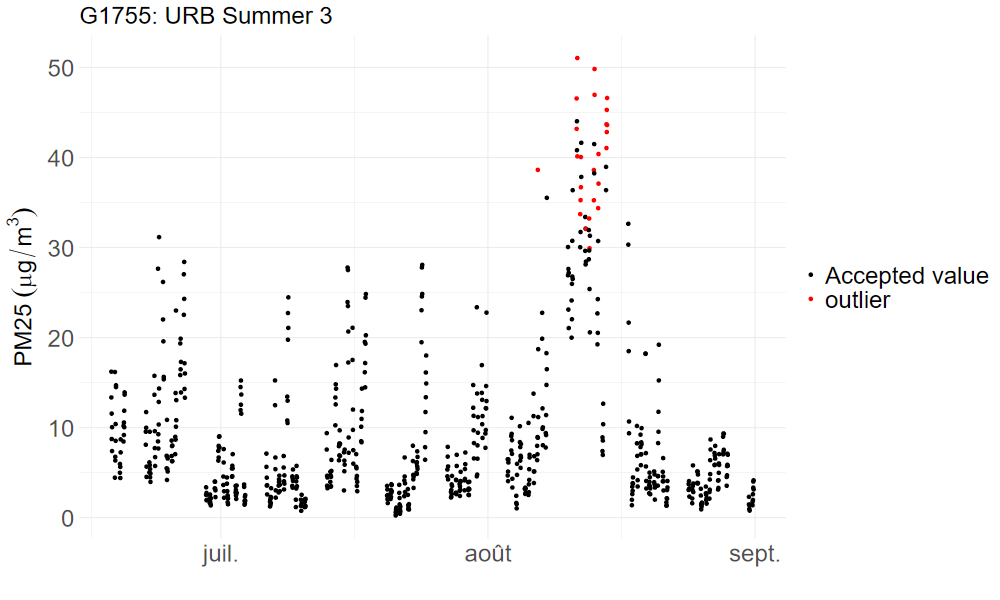 G1755: URB Summer 3
PM25 (μg/m³)
50
40
30
20
10
0
juil.
août
sept.
Accepted value
outlier